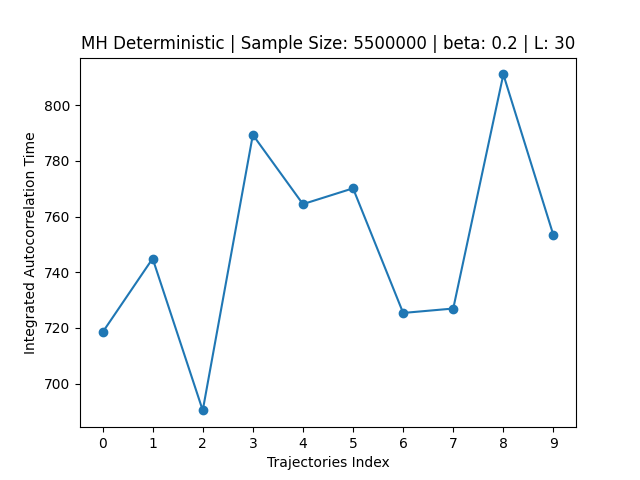 MH Deterministic | Sample Size: 5500000 | beta: 0.2 | L: 30
Integrated Autocorrelation Time
800
780
760
740
720
700
0 1 2 3 4 5 6 7 8 9
Trajectories Index